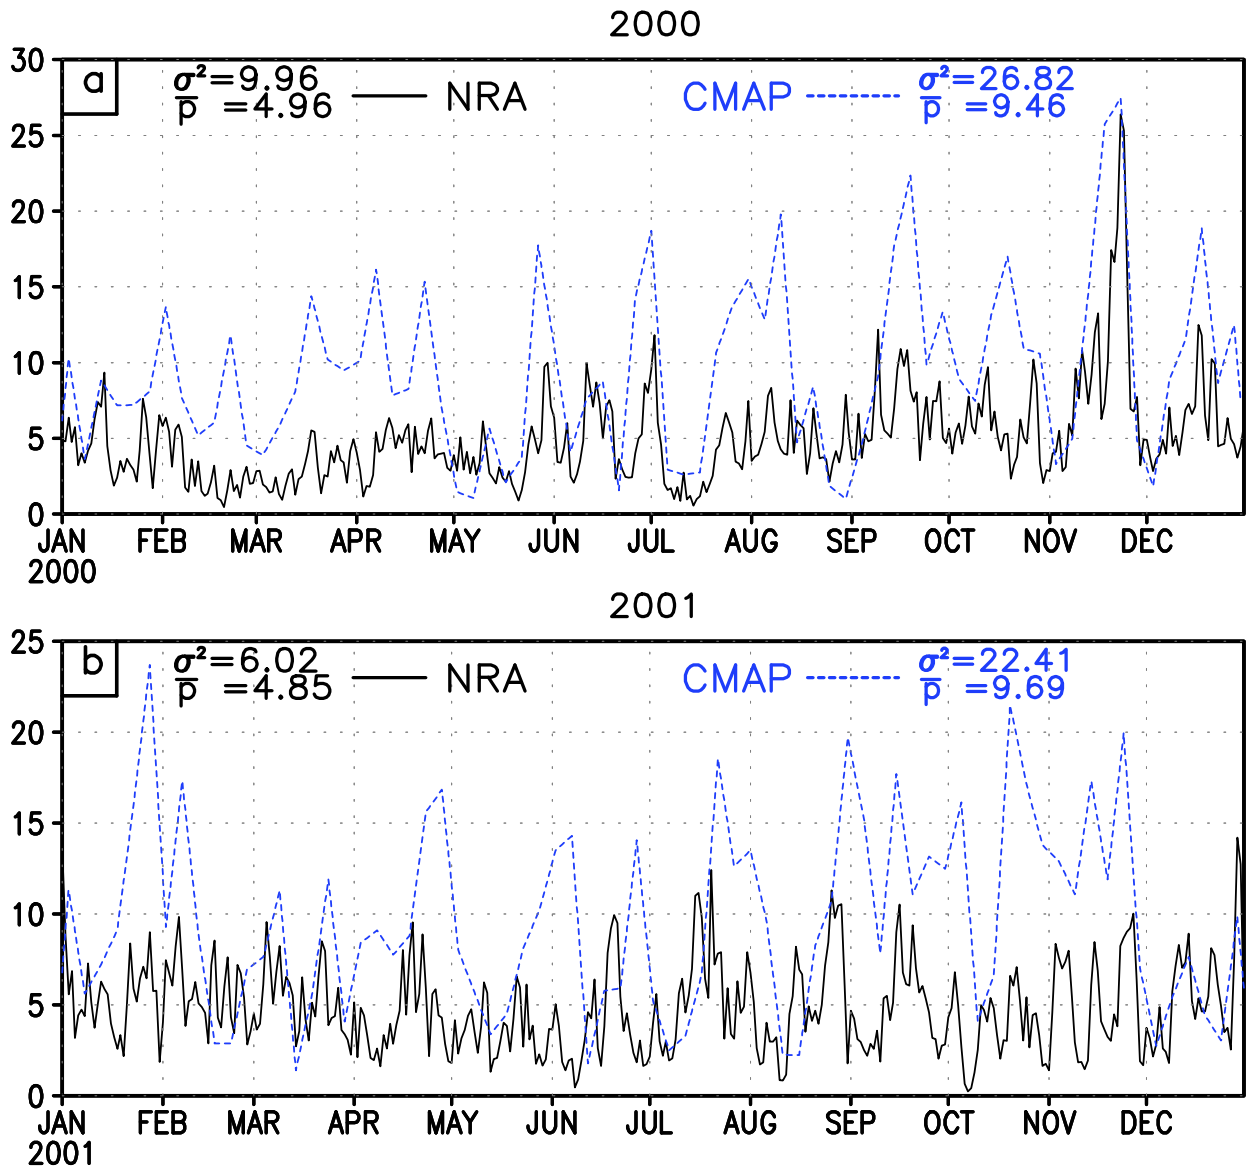 2000
a
σ²=9.96
p̅ =4.96
NRA
CMAP
σ²=26.82
p̅ =9.46
30
25
20
15
10
5
0
JAN FEB MAR APR MAY JUN JUL AUG SEP OCT NOV DEC
2000
2001
b
σ²=6.02
p̅ =4.85
NRA
CMAP
σ²=22.41
p̅ =9.69
25
20
15
10
5
0
JAN FEB MAR APR MAY JUN JUL AUG SEP OCT NOV DEC
2001